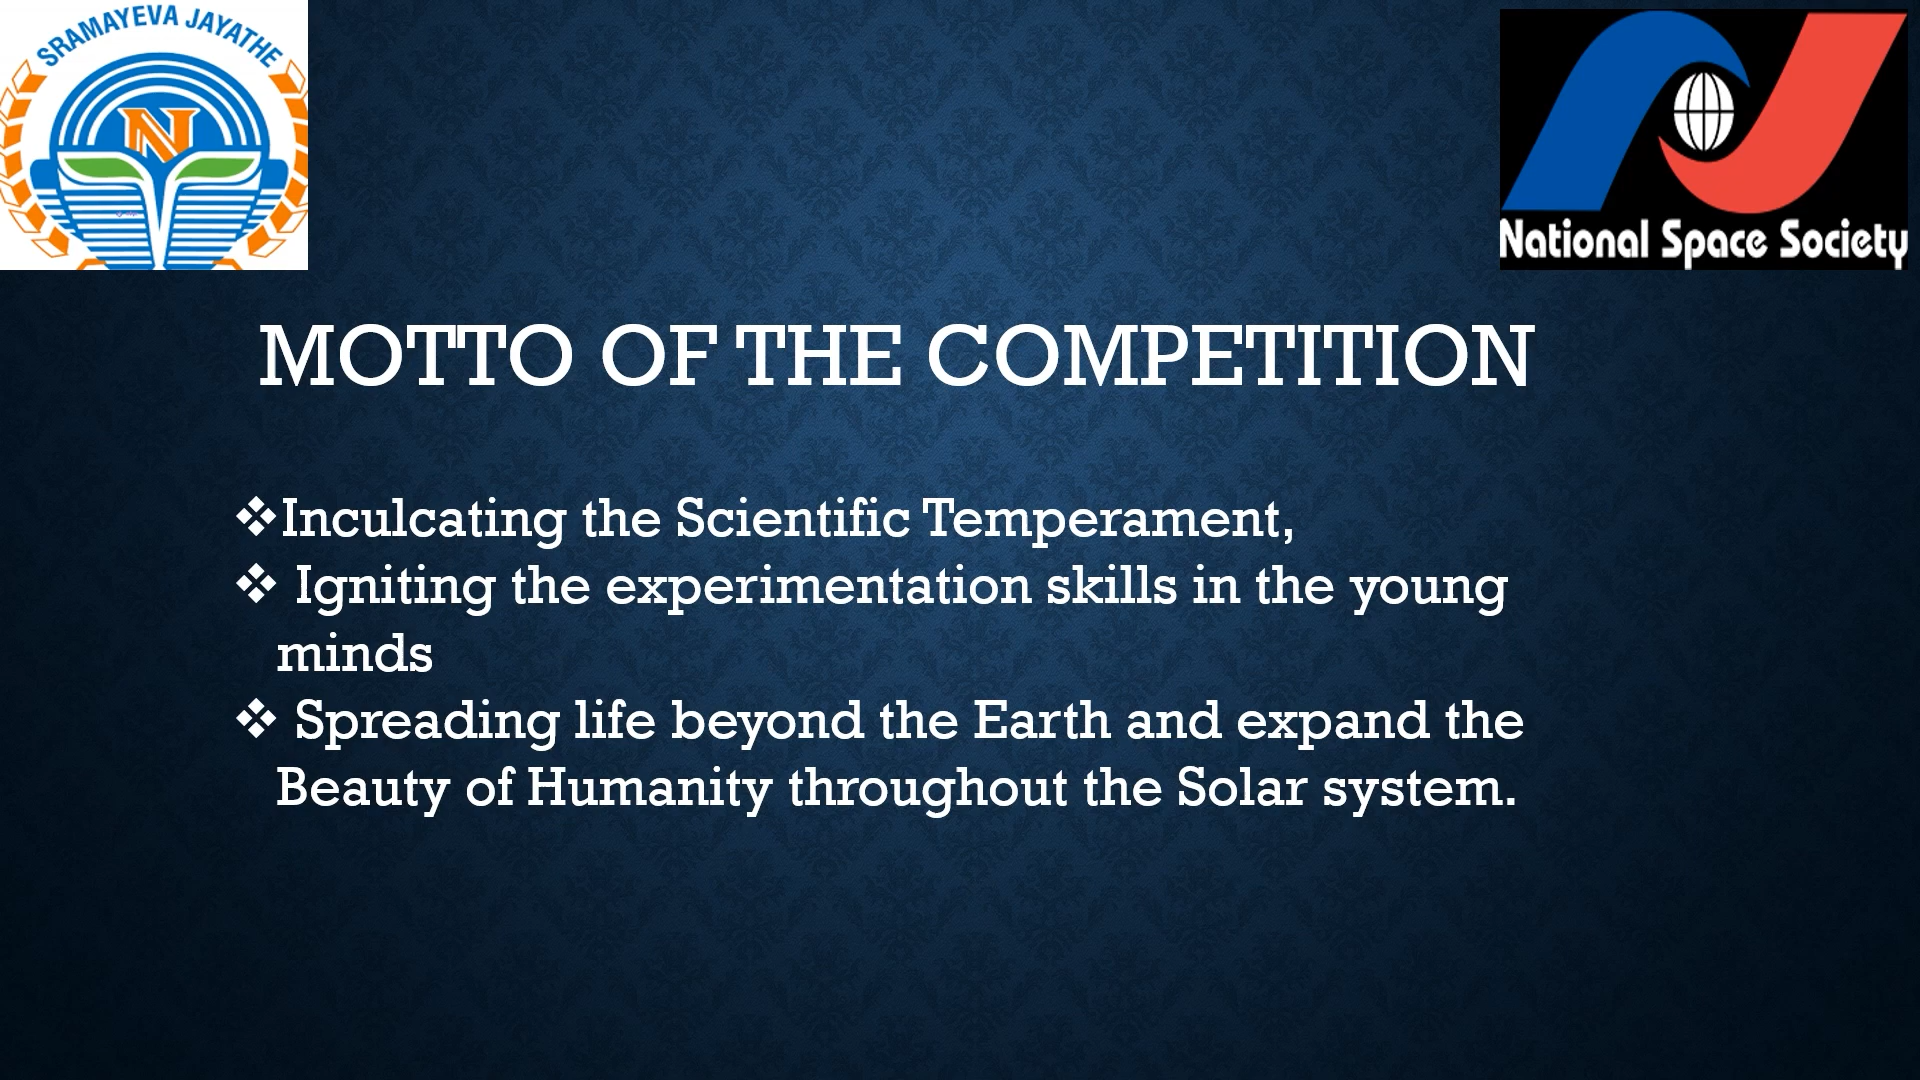 SRAMAYEVA JAYATHE
N
National Space Society
MOTTO OF THE COMPETITION
❖Inculcating the Scientific Temperament,
❖ Igniting the experimentation skills in the young
minds
❖ Spreading life beyond the Earth and expand the
Beauty of Humanity throughout the Solar system.